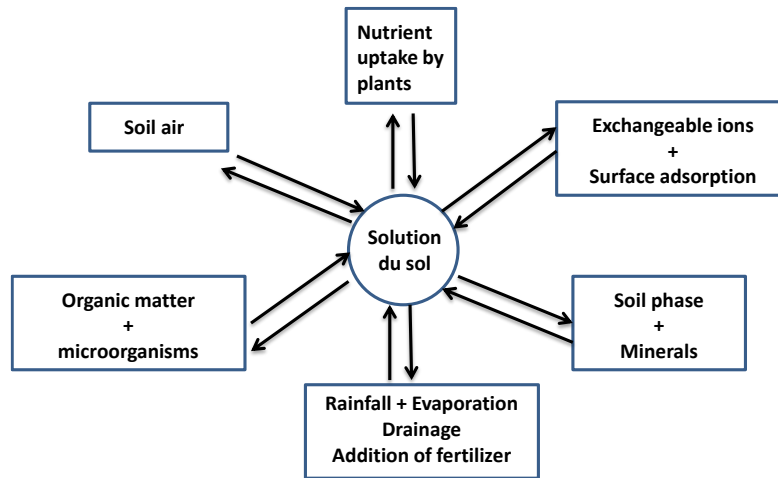 Nutrient
uptake by
plants
Soil air
Exchangeable ions
+
Surface adsorption
Solution
du sol
Organic matter
+
microorganisms
Soil phase
+
Minerals
Rainfall + Evaporation
Drainage
Addition of fertilizer